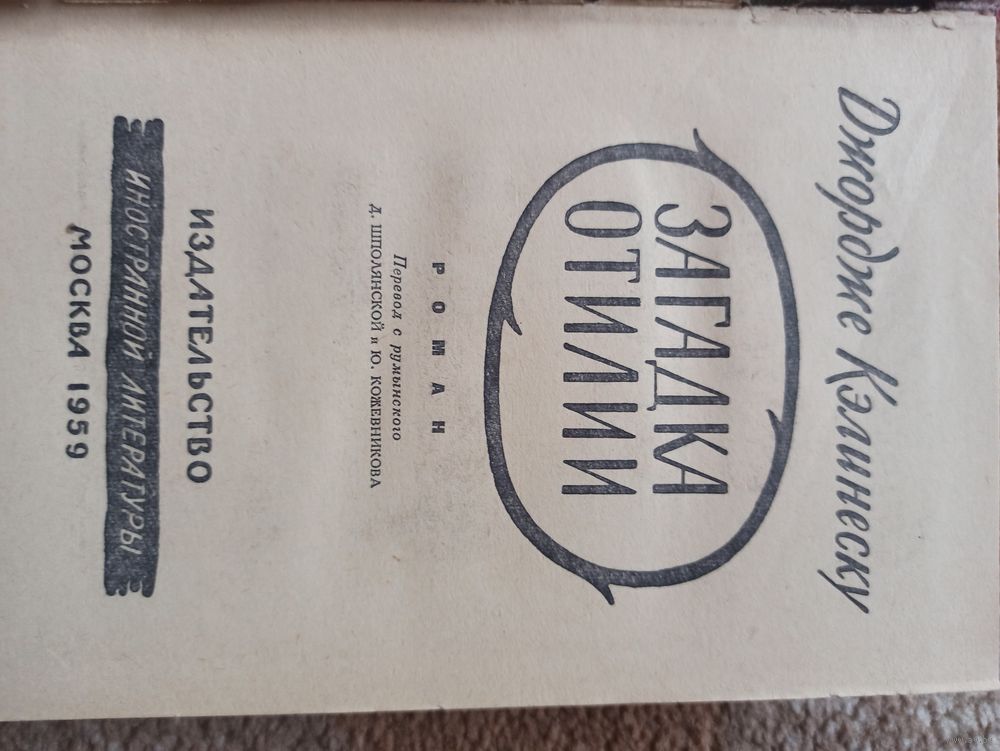 Джордже Кэлинеску
ЗАГАДКА
ОТИЛИИ
РОМАН
Перевод с румынского
Д. ШПОЛЯНСКОЙ и Ю. КОЖЕВНИКОВА
ИЗДАТЕЛЬСТВО
ИНОСТРАННОЙ ЛИТЕРАТУРЫ
МОСКВА 1959